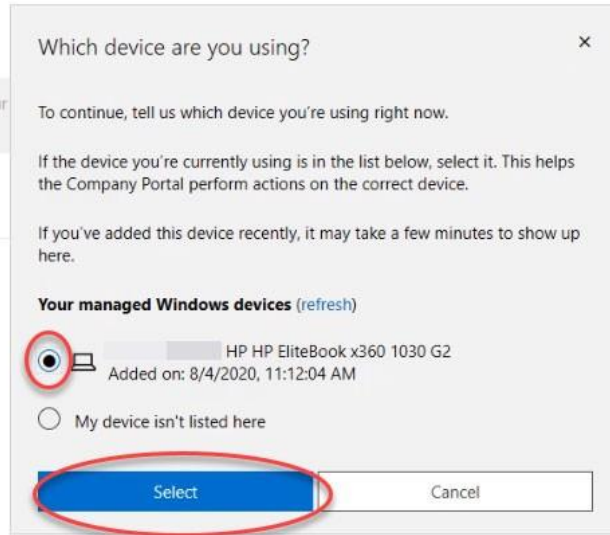 Which device are you using?
To continue, tell us which device you're using right now.
If the device you're currently using is in the list below, select it. This helps
the Company Portal perform actions on the correct device.
If you've added this device recently, it may take a few minutes to show up
here.
Your managed Windows devices (refresh)
HP HP EliteBook x360 1030 G2
Added on: 8/4/2020, 11:12:04 AM
My device isn't listed here
Select
Cancel